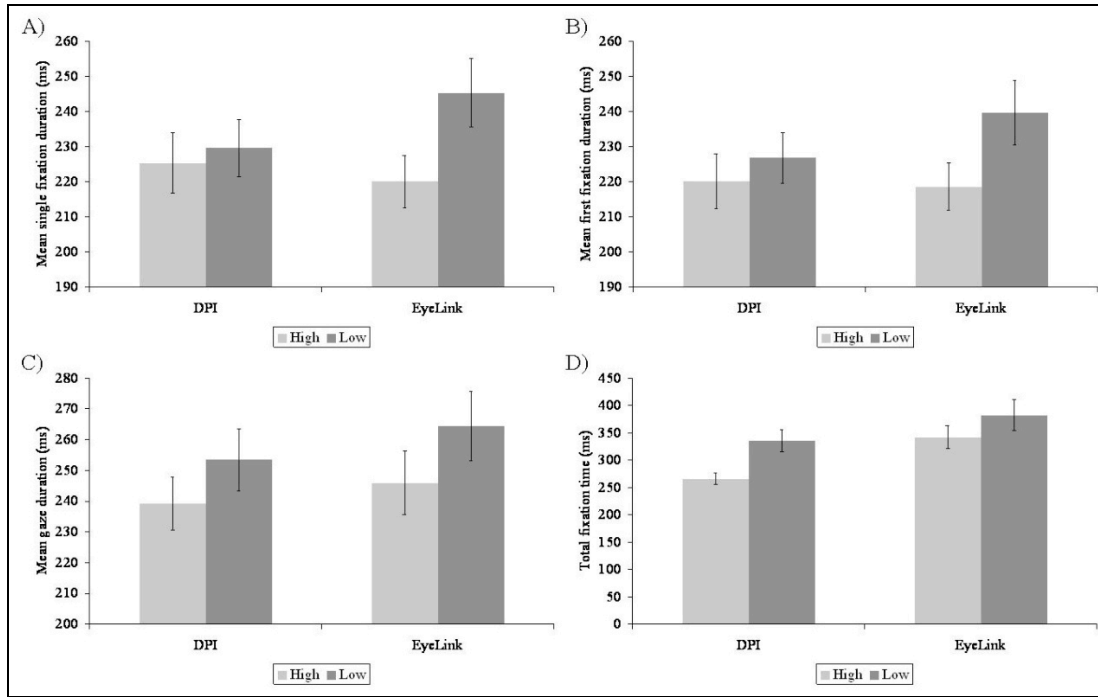 A)
Mean single fixation duration (ms)
260
250
240
230
220
210
200
190
DPI
EyeLink
High Low
B)
Mean first fixation duration (ms)
260
250
240
230
220
210
200
190
DPI
EyeLink
High Low
C)
Mean gaze duration (ms)
280
270
260
250
240
230
220
210
200
DPI
EyeLink
High Low
D)
Total fixation time (ms)
450
400
350
300
250
200
150
100
50
0
DPI
EyeLink
High Low